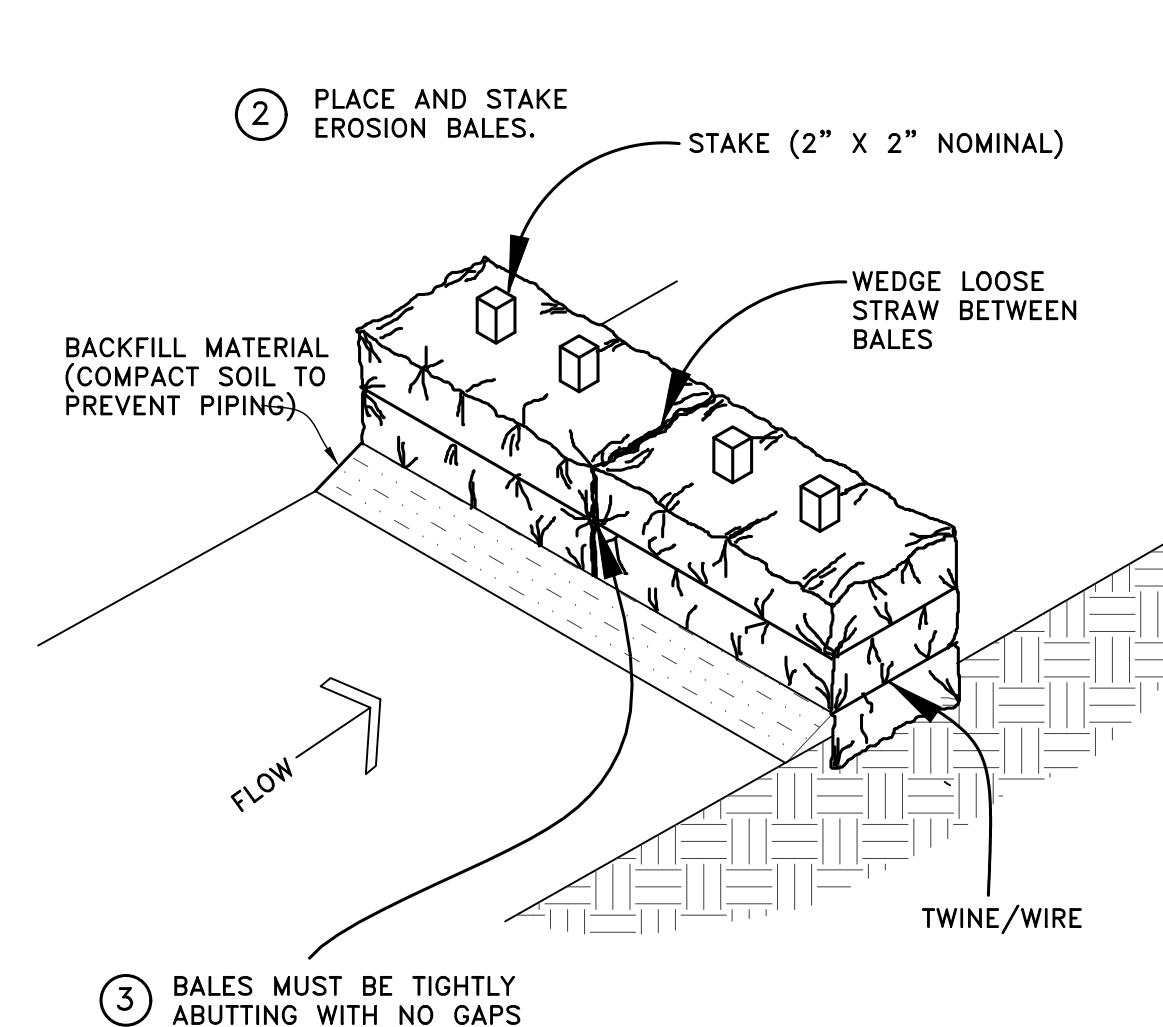 2
PLACE AND STAKE
EROSION BALES.
STAKE (2” X 2” NOMINAL)
WEDGE LOOSE
STRAW BETWEEN
BALES
BACKFILL MATERIAL
(COMPACT SOIL TO
PREVENT PIPING)
FLOW
TWINE/WIRE
3
BALES MUST BE TIGHTLY
ABUTTING WITH NO GAPS